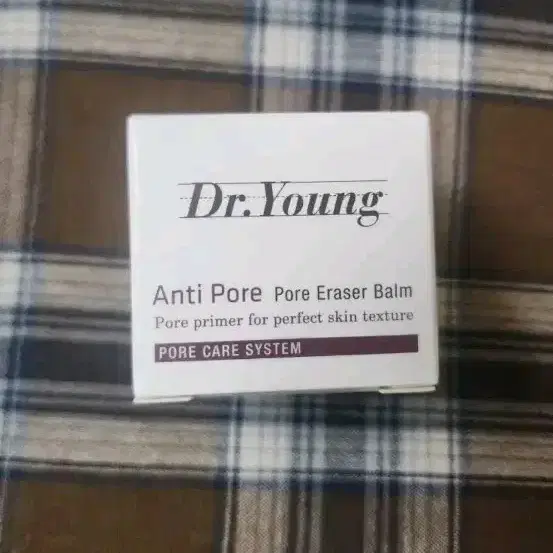 Dr.Young
Anti Pore Pore Eraser Balm
Pore primer for perfect skin texture
PORE CARE SYSTEM